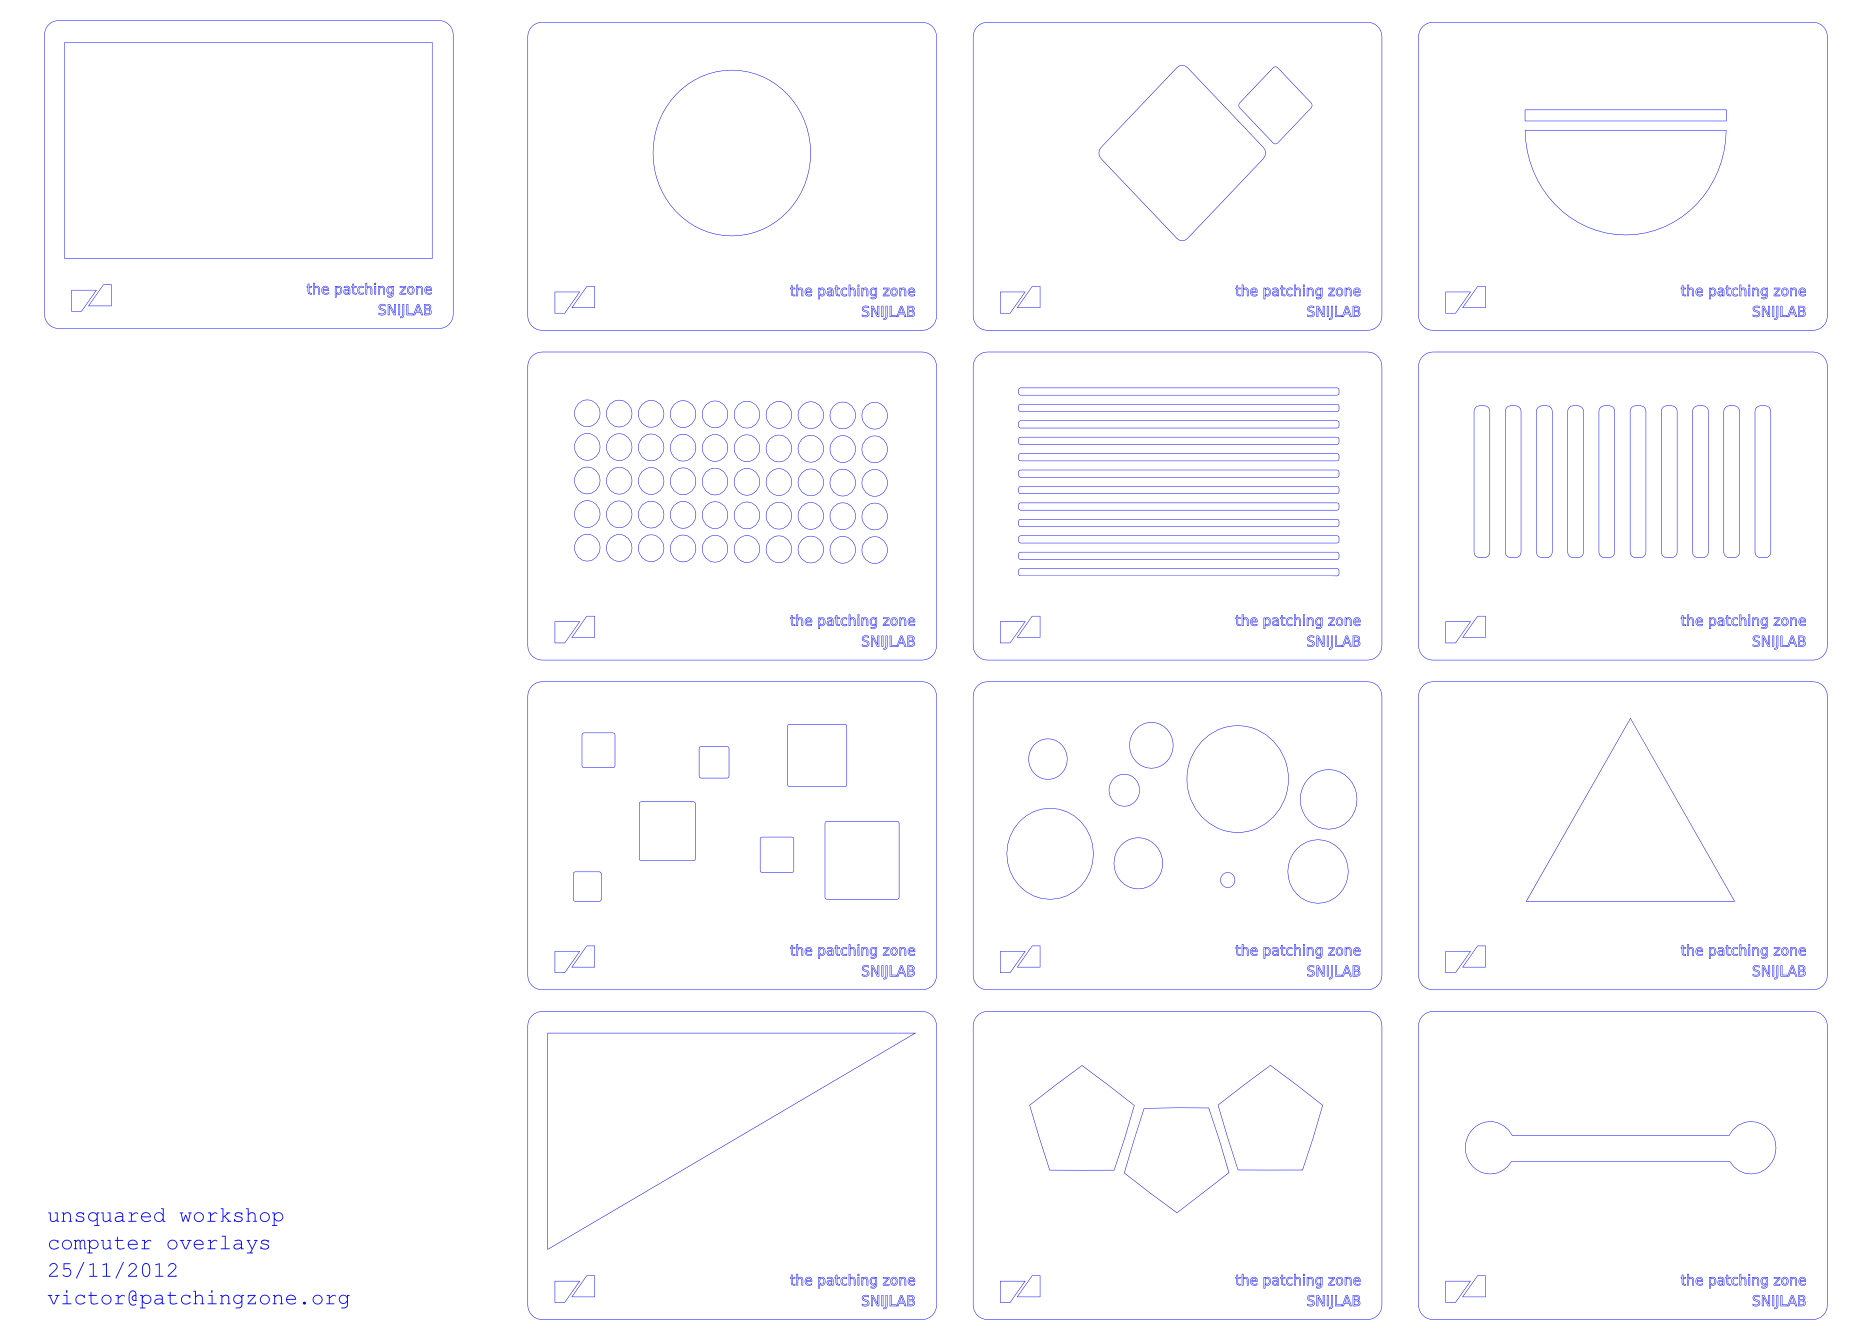 the patching zone
SNIJLAB
the patching zone
SNIJLAB
the patching zone
SNIJLAB
the patching zone
SNIJLAB
the patching zone
SNIJLAB
the patching zone
SNIJLAB
the patching zone
SNIJLAB
the patching zone
SNIJLAB
the patching zone
SNIJLAB
the patching zone
SNIJLAB
the patching zone
SNIJLAB
the patching zone
SNIJLAB
the patching zone
SNIJLAB
unsquared workshop
computer overlays
25/11/2012
victor@patchingzone.org